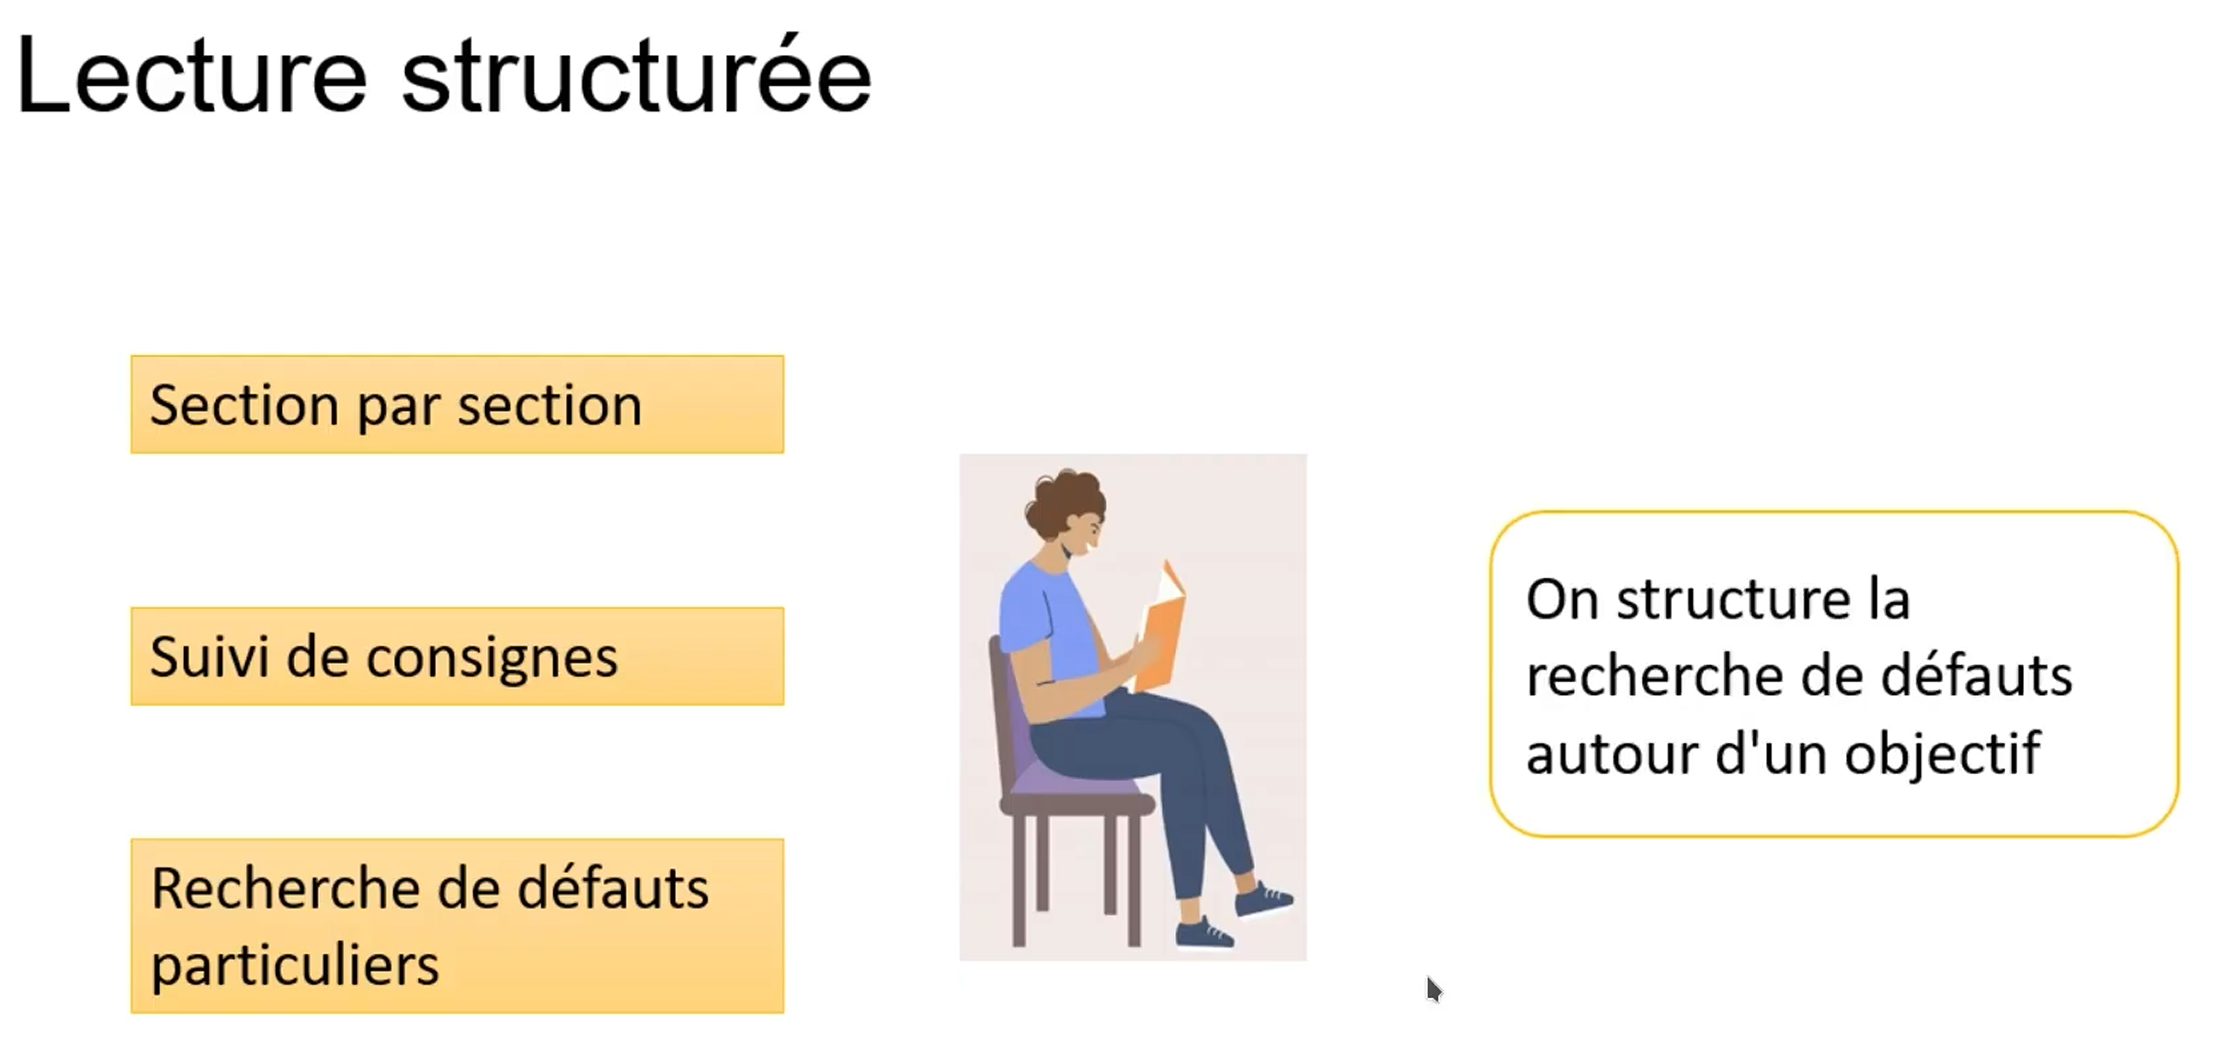 Lecture structurée
Section par section
Suivi de consignes
Recherche de défauts
particuliers
On structure la
recherche de défauts
autour d'un objectif